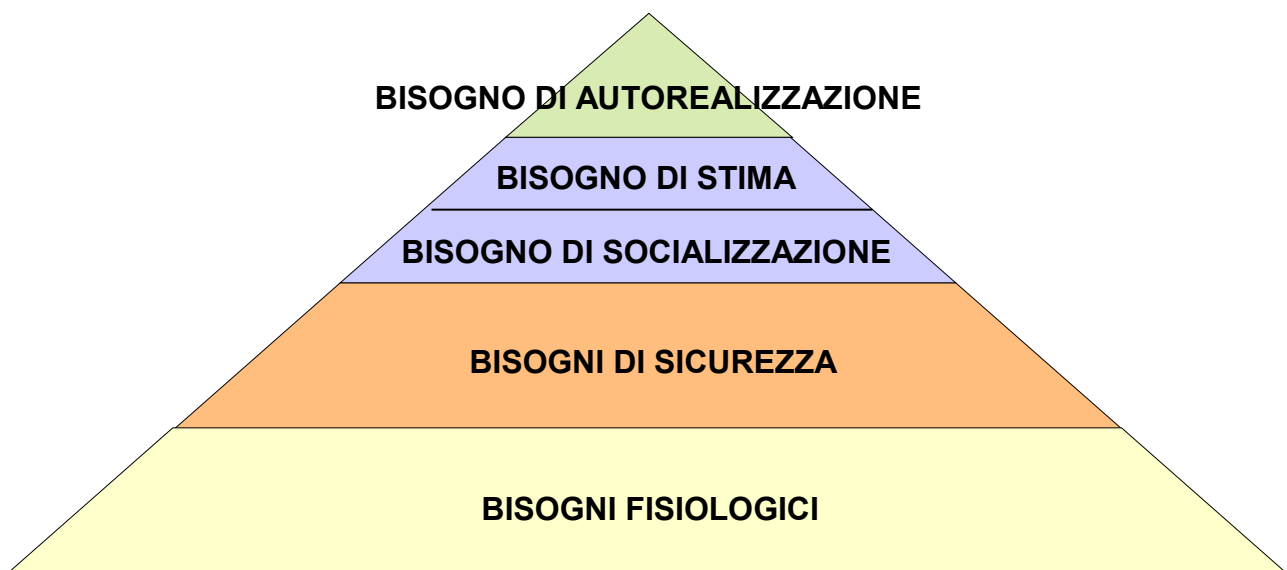 BISOGNO DI AUTOREALIZZAZIONE
BISOGNO DI STIMA
BISOGNO DI SOCIALIZZAZIONE
BISOGNI DI SICUREZZA
BISOGNI FISIOLOGICI